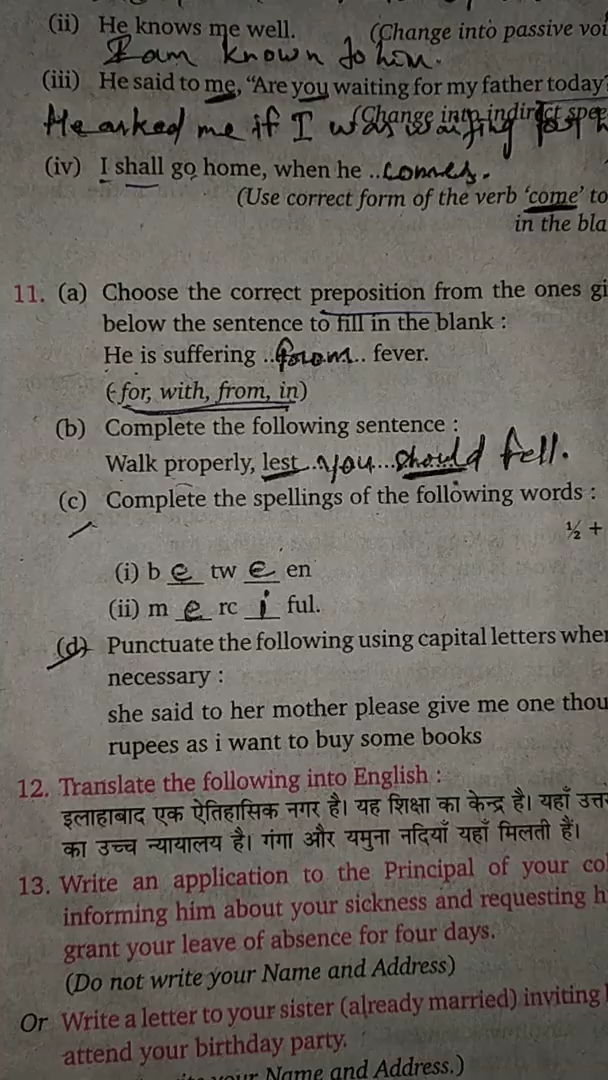 (ii) He knows me well. (Change into passive voi
I am known to him.
(iii) He said to me, “Are you waiting for my father today?
(Change into indirect spee
He asked me if I was waiting for h
(iv) I shall go home, when he ..comes.
(Use correct form of the verb ‘come’ to
in the bla
11. (a) Choose the correct preposition from the ones gi
below the sentence to fill in the blank :
He is suffering ..from.. fever.
(for, with, from, in)
(b) Complete the following sentence :
Walk properly, lest ..you...should fell.
(c) Complete the spellings of the following words :
½ +
(i) b e tw e en
(ii) m e rc i ful.
(d) Punctuate the following using capital letters wher
necessary :
she said to her mother please give me one thou
rupees as i want to buy some books
12. Translate the following into English :
इलाहाबाद एक ऐतिहासिक नगर है। यह शिक्षा का केन्द्र है। यहाँ उत्त
का उच्च न्यायालय है। गंगा और यमुना नदियाँ यहाँ मिलती हैं।
13. Write an application to the Principal of your col
informing him about your sickness and requesting h
grant your leave of absence for four days.
(Do not write your Name and Address)
Or Write a letter to your sister (already married) inviting
attend your birthday party.
your Name and Address.)